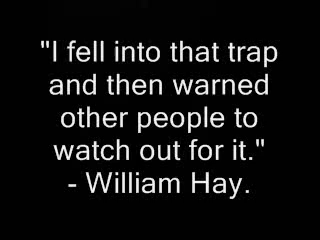 "I fell into that trap
and then warned
other people to
watch out for it."
- William Hay.